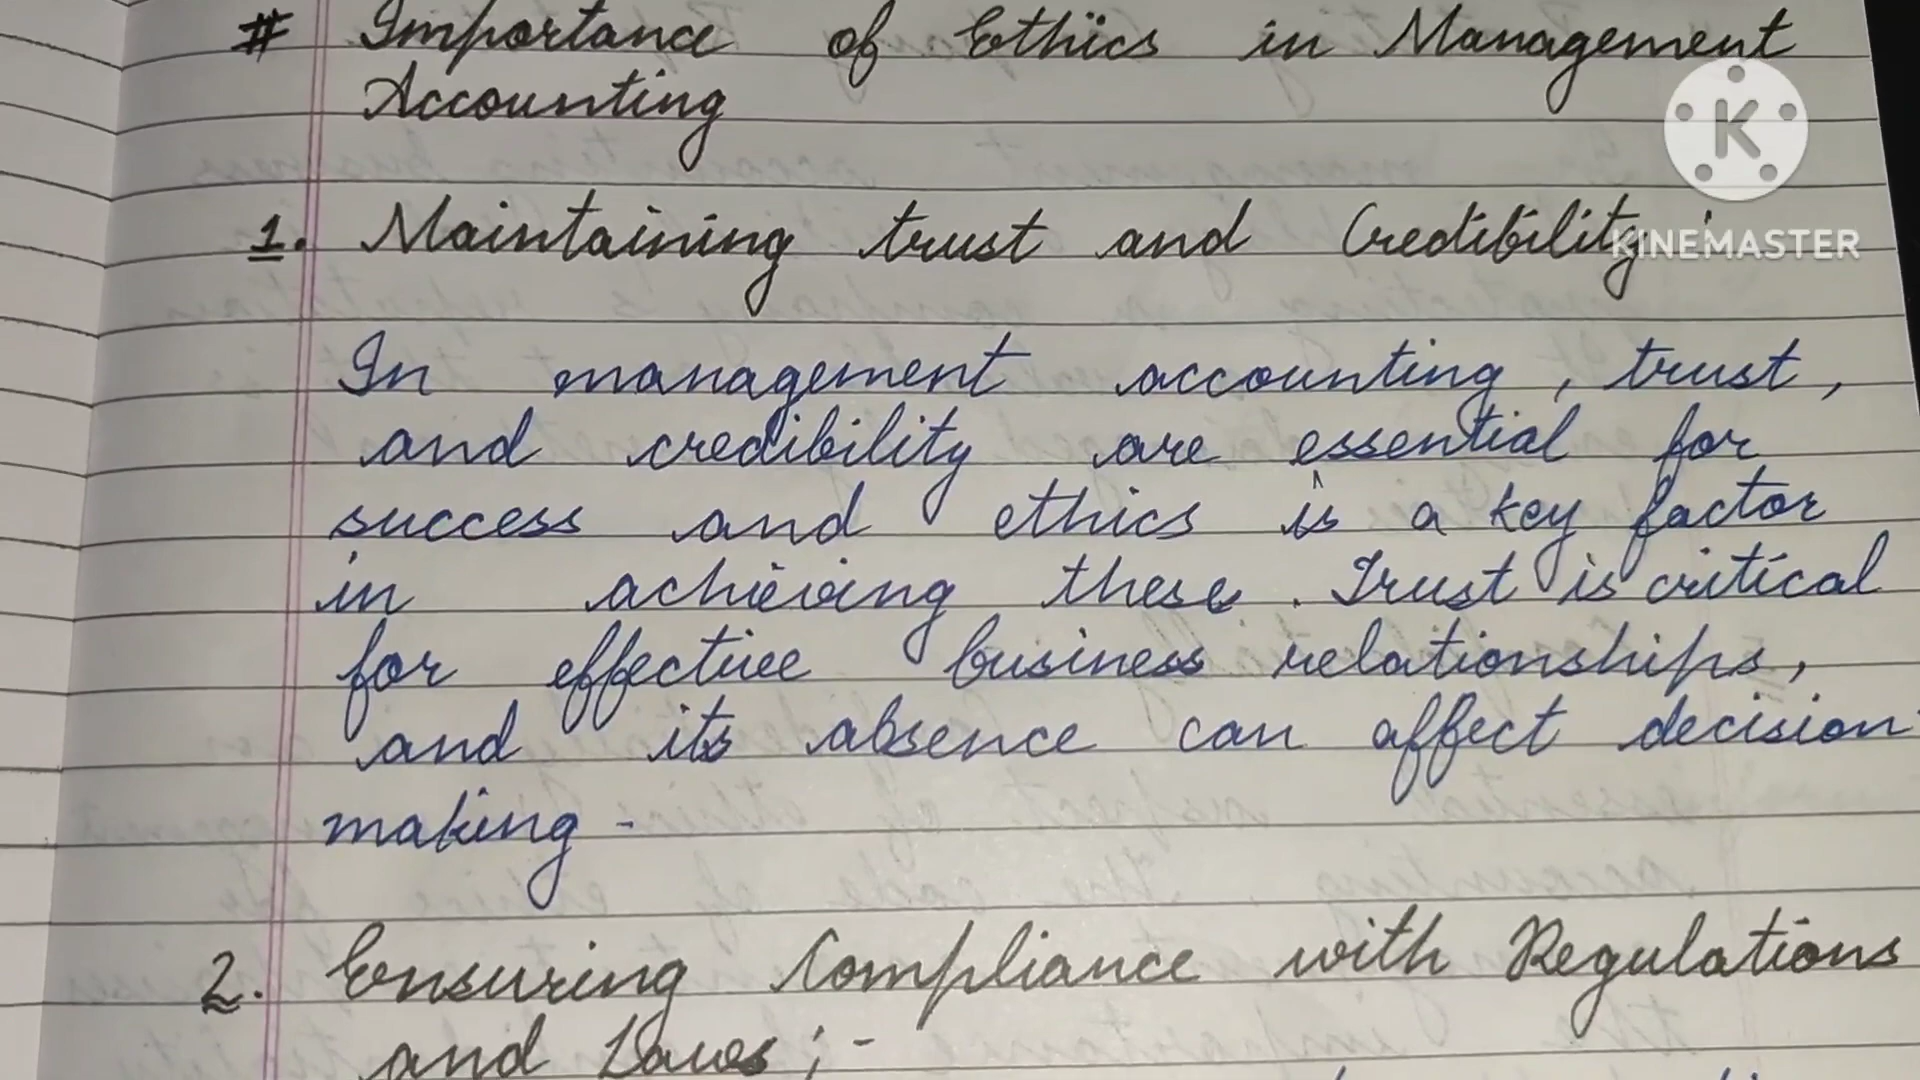 # Importance of Ethics in Management
Accounting
1. Maintaining trust and Credibility:
In management accounting, trust,
and credibility are essential for
success and ethics is a key factor
in achieving these. Trust is critical
for effective business relationships,
and its absence can affect decision
making -
2. Ensuring Compliance with Regulations
and Laws ; -
K
KINEMASTER